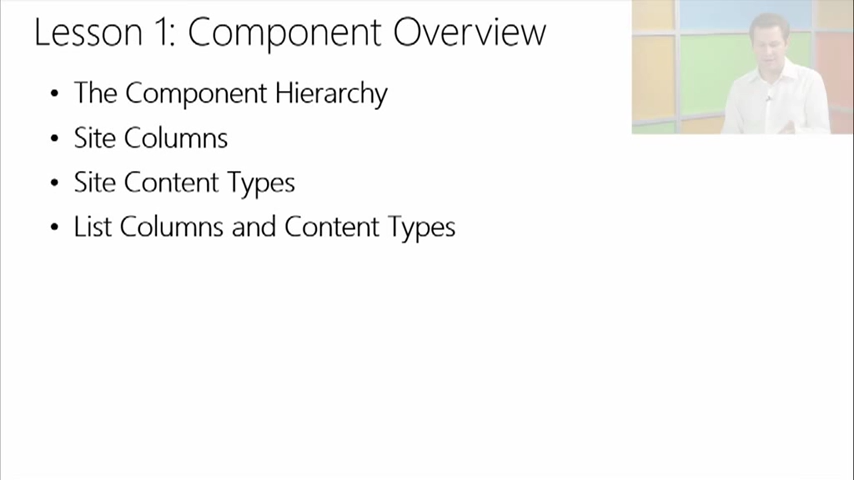 Lesson 1: Component Overview
• The Component Hierarchy
• Site Columns
• Site Content Types
• List Columns and Content Types